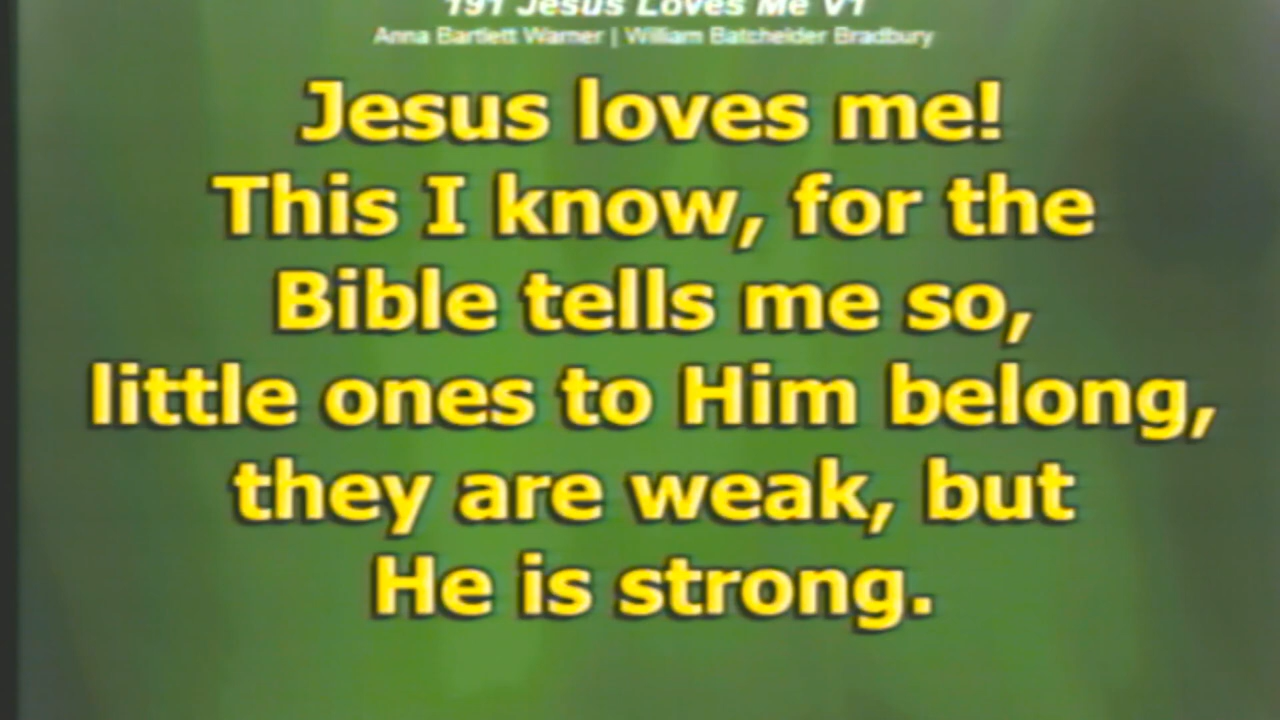 191 Jesus Loves Me V1
Anna Bartlett Warner | William Batchelder Bradbury
Jesus loves me!
This I know, for the
Bible tells me so,
little ones to Him belong,
they are weak, but
He is strong.